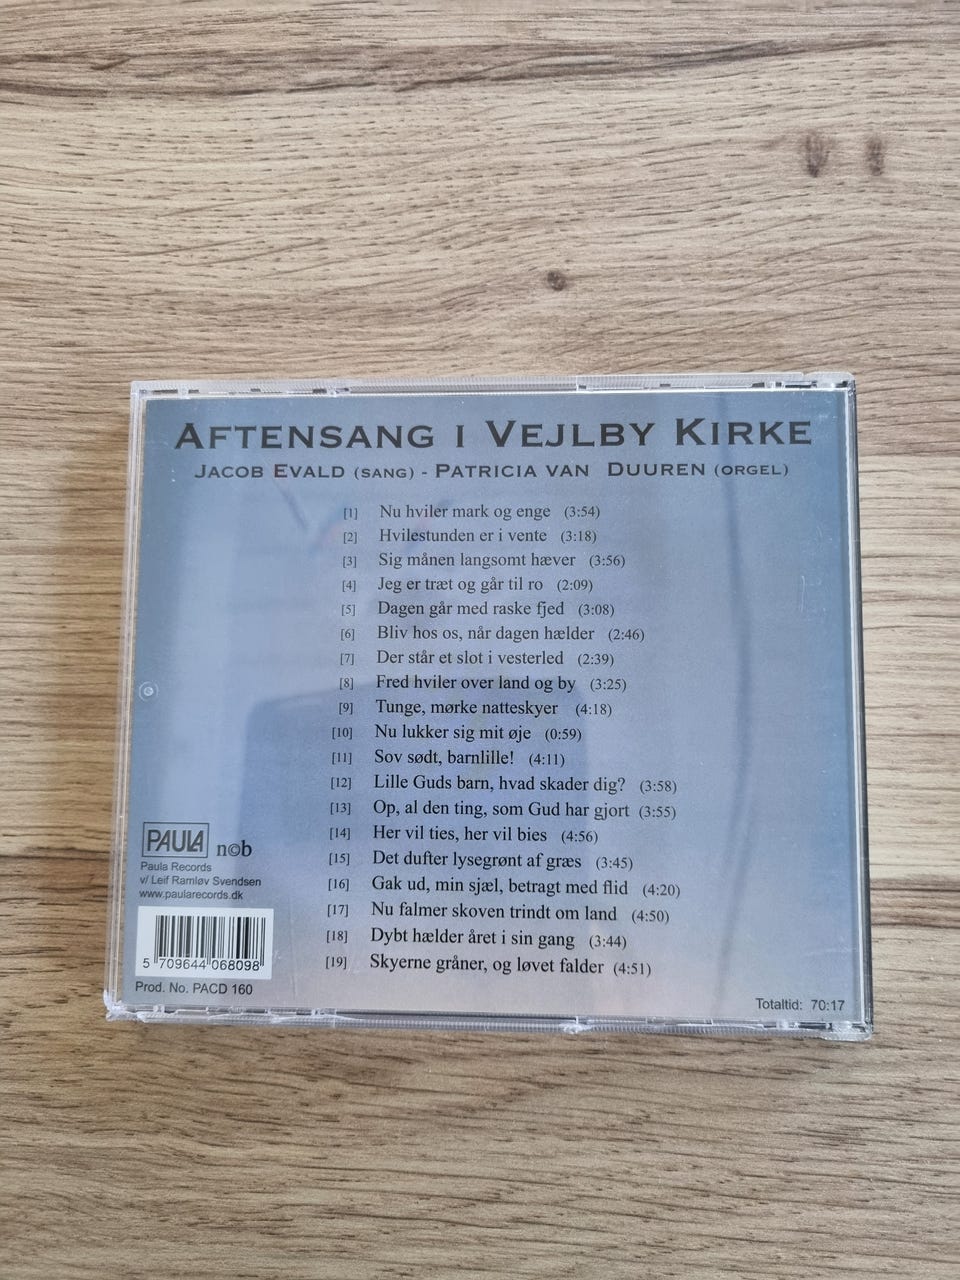 AFTENSANG I VEJLBY KIRKE
JACOB EVALD (SANG) - PATRICIA VAN DUUREN (ORGEL)
[1] Nu hviler mark og enge (3:54)
[2] Hvilestunden er i vente (3:18)
[3] Sig månen langsomt hæver (3:56)
[4] Jeg er træt og går til ro (2:09)
[5] Dagen går med raske fjed (3:08)
[6] Bliv hos os, når dagen hælder (2:46)
[7] Der står et slot i vesterled (2:39)
[8] Fred hviler over land og by (3:25)
[9] Tunge, mørke natteskyer (4:18)
[10] Nu lukker sig mit øje (0:59)
[11] Sov sødt, barnlille! (4:11)
[12] Lille Guds barn, hvad skader dig? (3:58)
[13] Op, al den ting, som Gud har gjort (3:55)
[14] Her vil ties, her vil bies (4:56)
[15] Det dufter lysegrønt af græs (3:45)
[16] Gak ud, min sjæl, betragt med flid (4:20)
[17] Nu falmer skoven trindt om land (4:50)
[18] Dybt hælder året i sin gang (3:44)
[19] Skyerne gråner, og løvet falder (4:51)
PAULA n©b
Paula Records
v/ Leif Ramløv Svendsen
www.paularecords.dk
5 709644 068098
Prod. No. PACD 160
Totaltid: 70:17